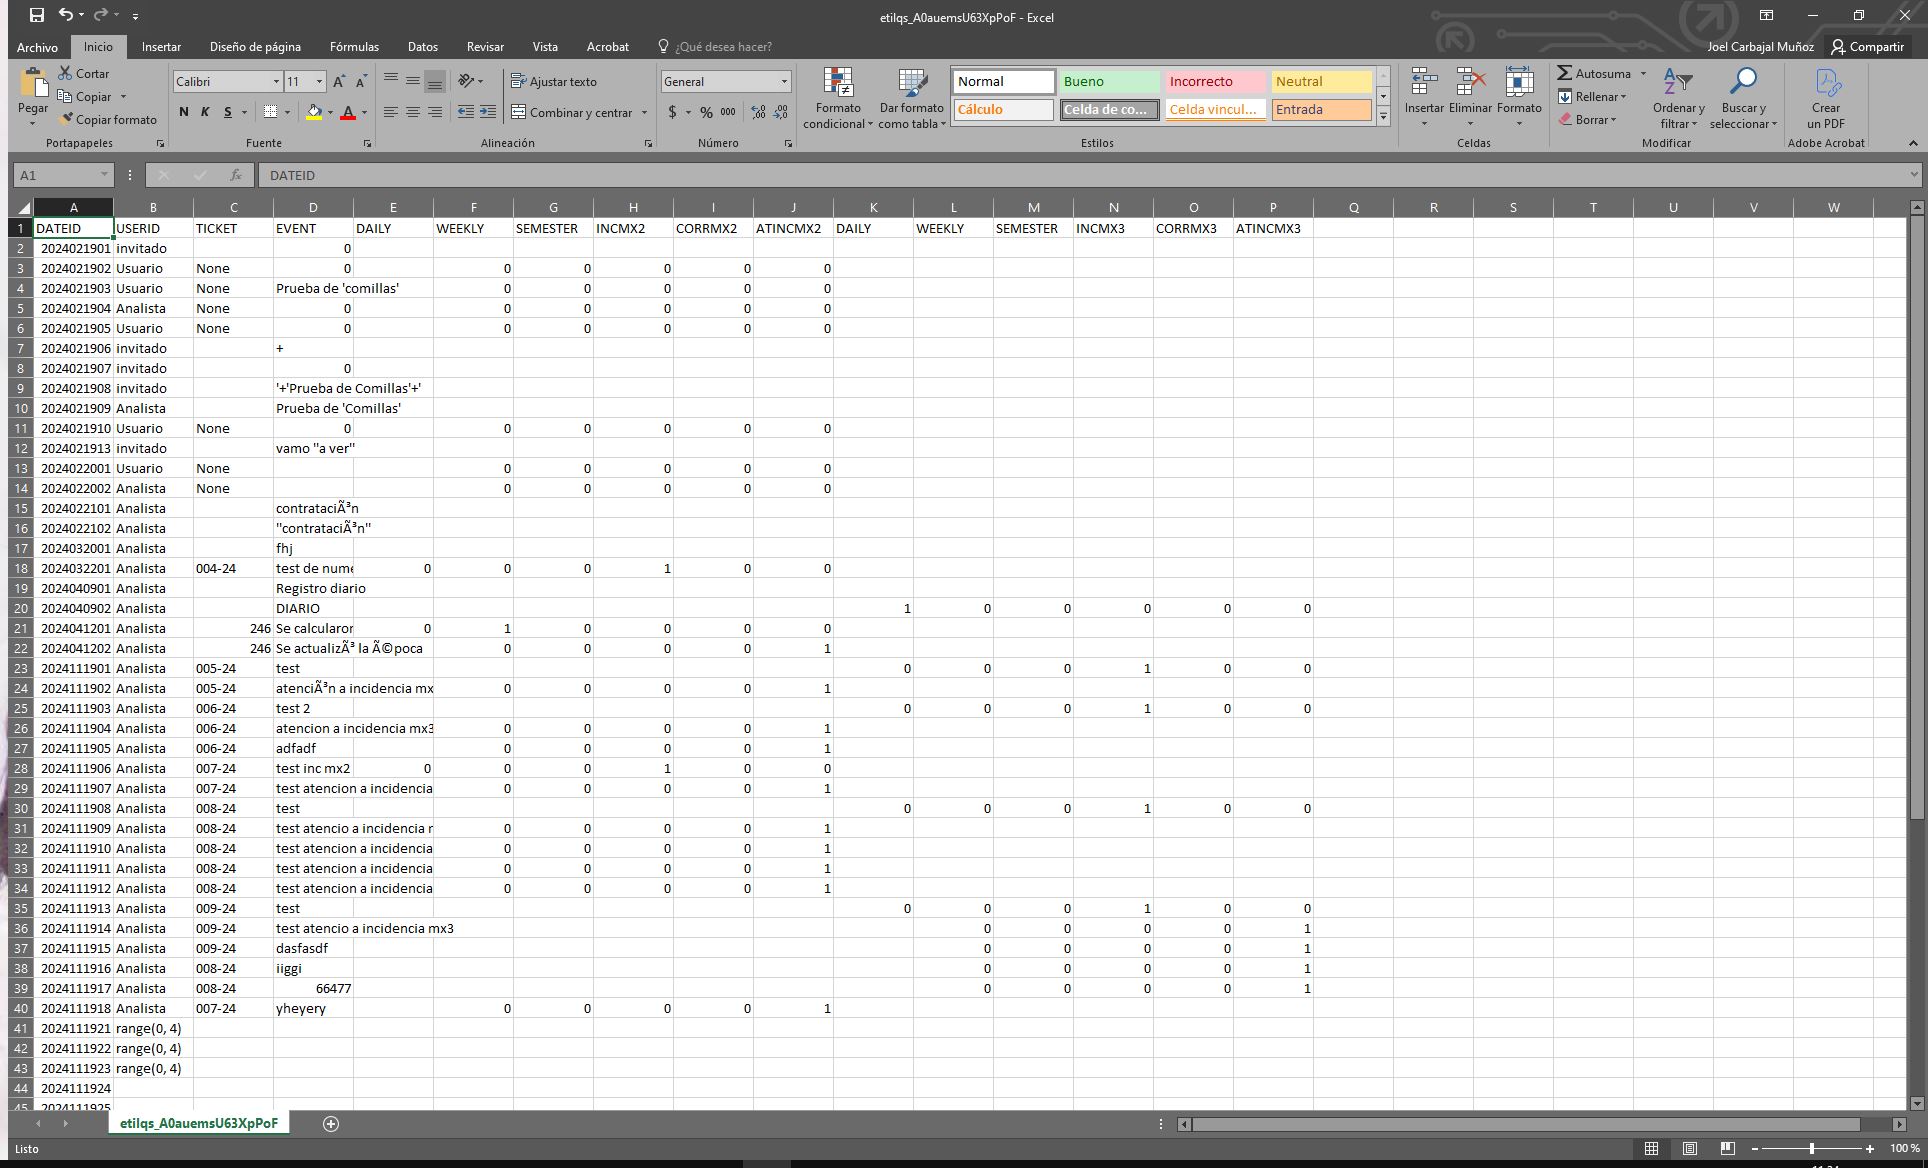 etilqs_A0auemsU63XpPoF - Excel
Archivo Inicio Insertar Diseño de página Fórmulas Datos Revisar Vista Acrobat ¿Qué desea hacer? Joel Carbajal Muñoz Compartir
Pegar Cortar Copiar Copiar formato
Calibri 11
N K S
Ajustar texto
Combinar y centrar
General
$ % 000
Formato condicional
Dar formato como tabla
Normal Bueno Incorrecto Neutral
Cálculo Celda de co... Celda vincul... Entrada
Insertar Eliminar Formato
Autosuma
Rellenar
Borrar
Ordenar y filtrar
Buscar y seleccionar
Crear un PDF
Portapapeles Fuente Alineación Número Estilos Celdas Modificar Adobe Acrobat
A1 fx DATEID
A B C D E F G H I J K L M N O P Q R S T U V W
1 DATEID USERID TICKET EVENT DAILY WEEKLY SEMESTER INCMX2 CORRMX2 ATINCMX2 DAILY WEEKLY SEMESTER INCMX3 CORRMX3 ATINCMX3
2 2024021901 invitado 0
3 2024021902 Usuario None 0 0 0 0 0 0
4 2024021903 Usuario None Prueba de 'comillas' 0 0 0 0 0
5 2024021904 Analista None 0 0 0 0 0 0
6 2024021905 Usuario None 0 0 0 0 0 0
7 2024021906 invitado +
8 2024021907 invitado 0
9 2024021908 invitado '+'Prueba de Comillas'+'
10 2024021909 Analista Prueba de 'Comillas'
11 2024021910 Usuario None 0 0 0 0 0 0
12 2024021913 invitado vamo "a ver"
13 2024022001 Usuario None 0 0 0 0 0
14 2024022002 Analista None 0 0 0 0 0
15 2024022101 Analista contrataciÃ³n
16 2024022102 Analista "contrataciÃ³n"
17 2024032001 Analista fhj
18 2024032201 Analista 004-24 test de nume 0 0 0 1 0 0
19 2024040901 Analista Registro diario
20 2024040902 Analista DIARIO 1 0 0 0 0 0
21 2024041201 Analista 246 Se calcularon 0 1 0 0 0 0
22 2024041202 Analista 246 Se actualizÃ³ la Ã©poca 0 0 0 0 1
23 2024111901 Analista 005-24 test 0 0 0 1 0 0
24 2024111902 Analista 005-24 atenciÃ³n a incidencia mx 0 0 0 0 1
25 2024111903 Analista 006-24 test 2 0 0 0 1 0 0
26 2024111904 Analista 006-24 atencion a incidencia mx3 0 0 0 0 1
27 2024111905 Analista 006-24 adfadf 0 0 0 0 1
28 2024111906 Analista 007-24 test inc mx2 0 0 0 1 0 0
29 2024111907 Analista 007-24 test atencion a incidencia 0 0 0 0 1
30 2024111908 Analista 008-24 test 0 0 0 1 0 0
31 2024111909 Analista 008-24 test atencio a incidencia 0 0 0 0 1
32 2024111910 Analista 008-24 test atencion a incidencia 0 0 0 0 1
33 2024111911 Analista 008-24 test atencion a incidencia 0 0 0 0 1
34 2024111912 Analista 008-24 test atencion a incidencia 0 0 0 0 1
35 2024111913 Analista 009-24 test 0 0 0 1 0 0
36 2024111914 Analista 009-24 test atencio a incidencia mx3 0 0 0 0 1
37 2024111915 Analista 009-24 dasfasdf 0 0 0 0 1
38 2024111916 Analista 008-24 iiggi 0 0 0 0 1
39 2024111917 Analista 008-24 66477 0 0 0 0 1
40 2024111918 Analista 007-24 yheyery 0 0 0 0 1
41 2024111921 range(0, 4)
42 2024111922 range(0, 4)
43 2024111923 range(0, 4)
44 2024111924
45 2024111925
etilqs_A0auemsU63XpPoF
Listo 100 %